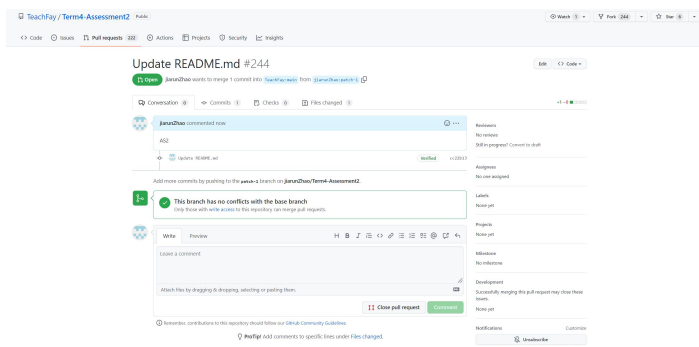 TeachFay / Term4-Assessment2 Public
Watch 1 Fork 244 Star 6
Code Issues Pull requests 222 Actions Projects Security Insights
Update README.md #244
Edit Code
Open jiarunZhao wants to merge 1 commit into TeachFay:main from jiarunZhao:patch-1
Conversation 0 Commits 1 Checks 0 Files changed 1
+1 −0
jiarunZhao commented now
AS2
Update README.md Verified
Add more commits by pushing to the patch-1 branch on jiarunZhao/Term4-Assessment2.
This branch has no conflicts with the base branch
Only those with write access to this repository can merge pull requests.
Write Preview
Leave a comment
Attach files by dragging & dropping, selecting or pasting them.
Close pull request Comment
Remember, contributions to this repository should follow our GitHub Community Guidelines.
ProTip! Add comments to specific lines under Files changed.
Reviewers
No reviews
Still in progress? Convert to draft
Assignees
No one assigned
Labels
None yet
Projects
None yet
Milestone
No milestone
Development
Successfully merging this pull request may close these
issues.
None yet
Notifications Customize
Unsubscribe